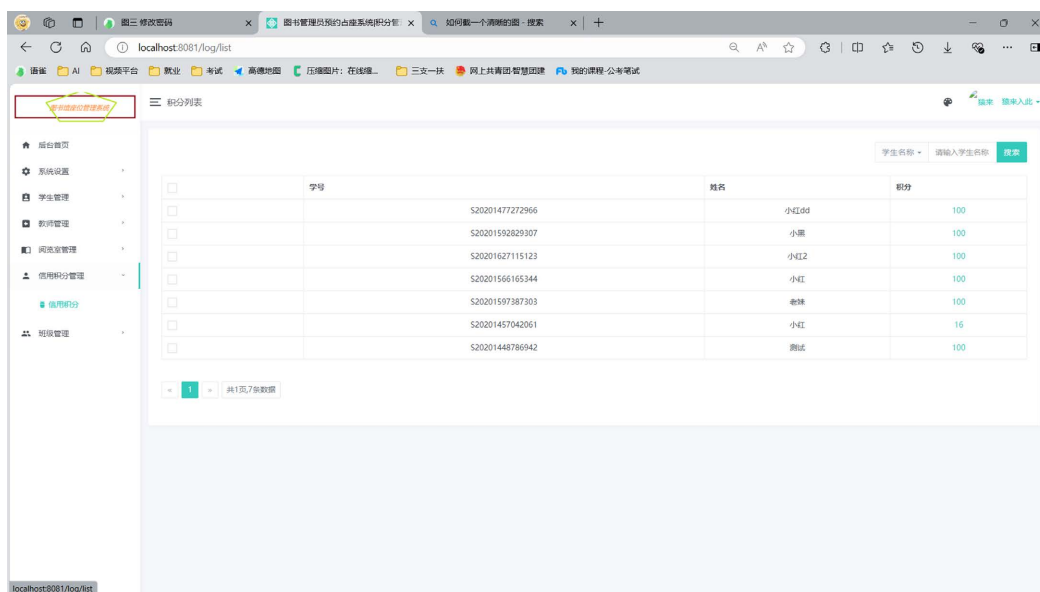 图三 修改密码
图书管理员预约占座系统|积分管
如何截一个清晰的图 - 搜索
localhost:8081/log/list
语雀 AI 视频平台 就业 考试 高德地图 压缩图片: 在线缩... 三支一扶 网上共青团·智慧团建 我的课程-公考笔试
图书馆座位管理系统
积分列表
后台首页
系统设置
学生管理
教师管理
阅览室管理
信用积分管理
信用积分
班级管理
学生名称 请输入学生名称 搜索
学号 姓名 积分
S20201477272966 小红dd 100
S20201592829307 小黑 100
S20201627115123 小红2 100
S20201566165344 小红 100
S20201597387303 老妹 100
S20201457042061 小红 16
S20201448786942 测试 100
« 1 » 共1页,7条数据
localhost:8081/log/list